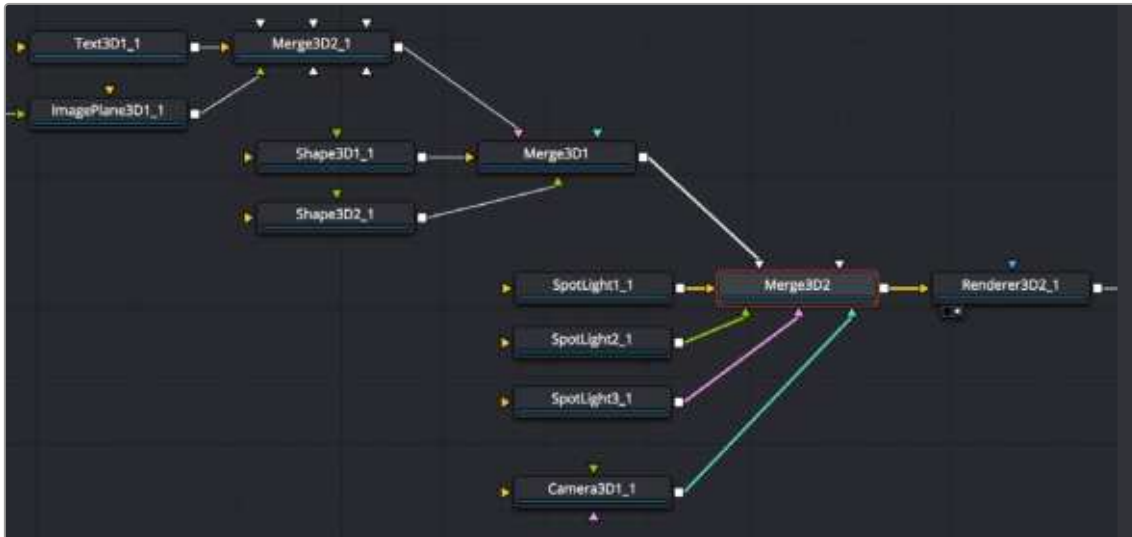 Text3D1_1
Merge3D2_1
ImagePlane3D1_1
Shape3D1_1
Merge3D1
Shape3D2_1
SpotLight1_1
Merge3D2
Renderer3D2_1
SpotLight2_1
SpotLight3_1
Camera3D1_1